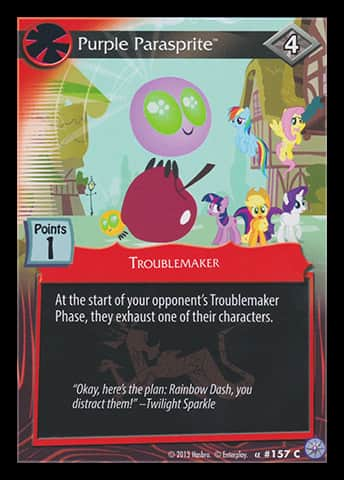 Purple Parasprite™
4
Points
1
TROUBLEMAKER
At the start of your opponent's Troublemaker
Phase, they exhaust one of their characters.
"Okay, here's the plan: Rainbow Dash, you
distract them!" –Twilight Sparkle
©2013 Hasbro. © Enterplay. α #157 C